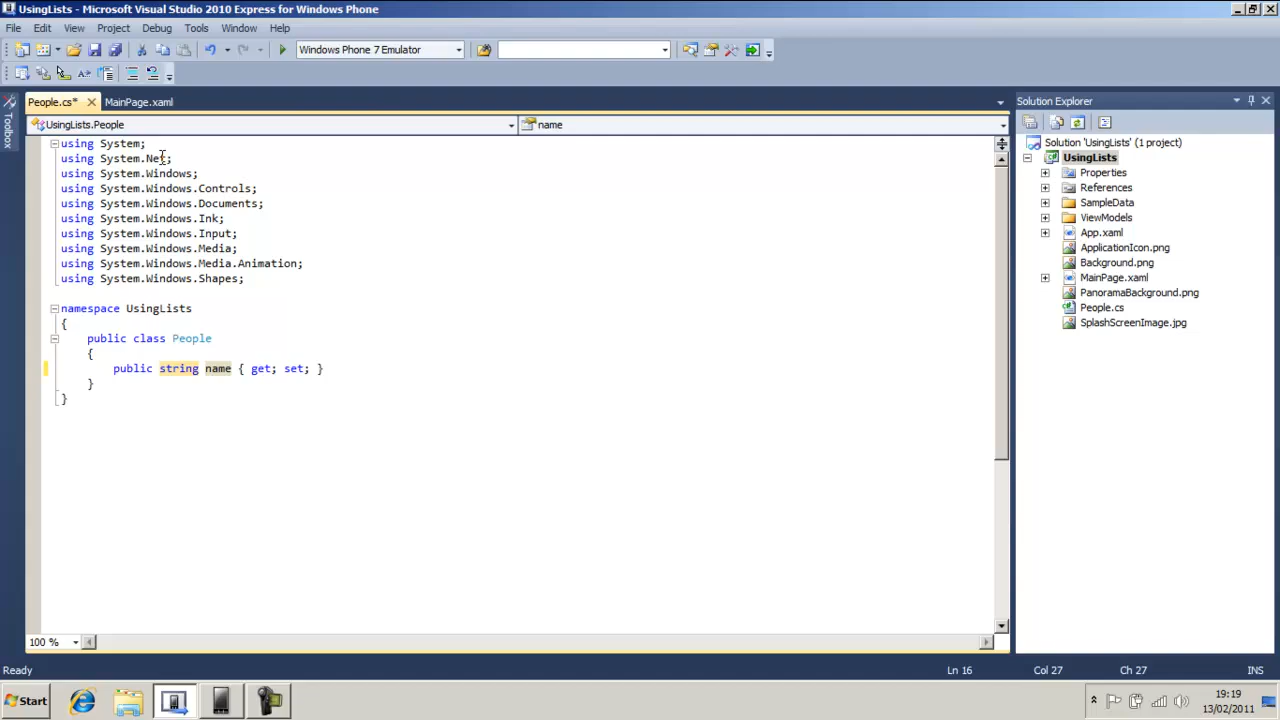 UsingLists - Microsoft Visual Studio 2010 Express for Windows Phone
File Edit View Project Debug Tools Window Help
Windows Phone 7 Emulator
People.cs* MainPage.xaml
Toolbox
UsingLists.People name
using System;
using System.Net;
using System.Windows;
using System.Windows.Controls;
using System.Windows.Documents;
using System.Windows.Ink;
using System.Windows.Input;
using System.Windows.Media;
using System.Windows.Media.Animation;
using System.Windows.Shapes;
namespace UsingLists
{
public class People
{
public string name { get; set; }
}
}
100 %
Solution Explorer
Solution 'UsingLists' (1 project)
UsingLists
Properties
References
SampleData
ViewModels
App.xaml
ApplicationIcon.png
Background.png
MainPage.xaml
PanoramaBackground.png
People.cs
SplashScreenImage.jpg
Ready Ln 16 Col 27 Ch 27 INS
Start 19:19
13/02/2011